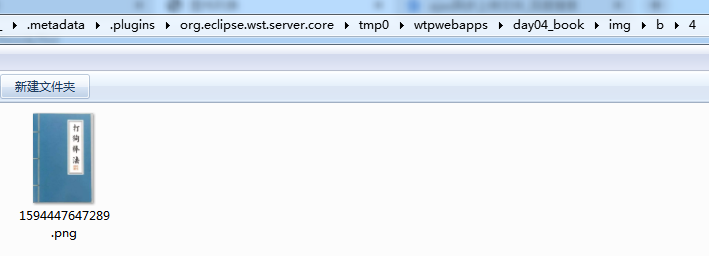 .metadata ▸ .plugins ▸ org.eclipse.wst.server.core ▸ tmp0 ▸ wtpwebapps ▸ day04_book ▸ img ▸ b ▸ 4
新建文件夹
打狗棒法
1594447647289
.png